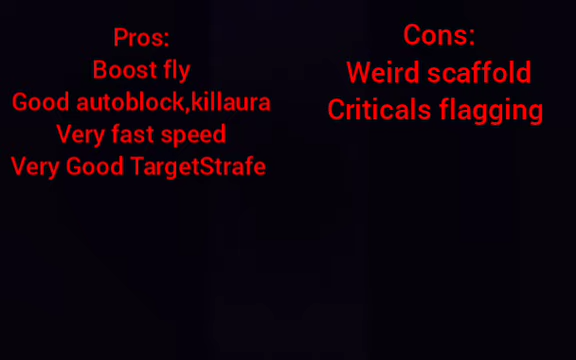 Pros:
Boost fly
Good autoblock,killaura
Very fast speed
Very Good TargetStrafe
Cons:
Weird scaffold
Criticals flagging